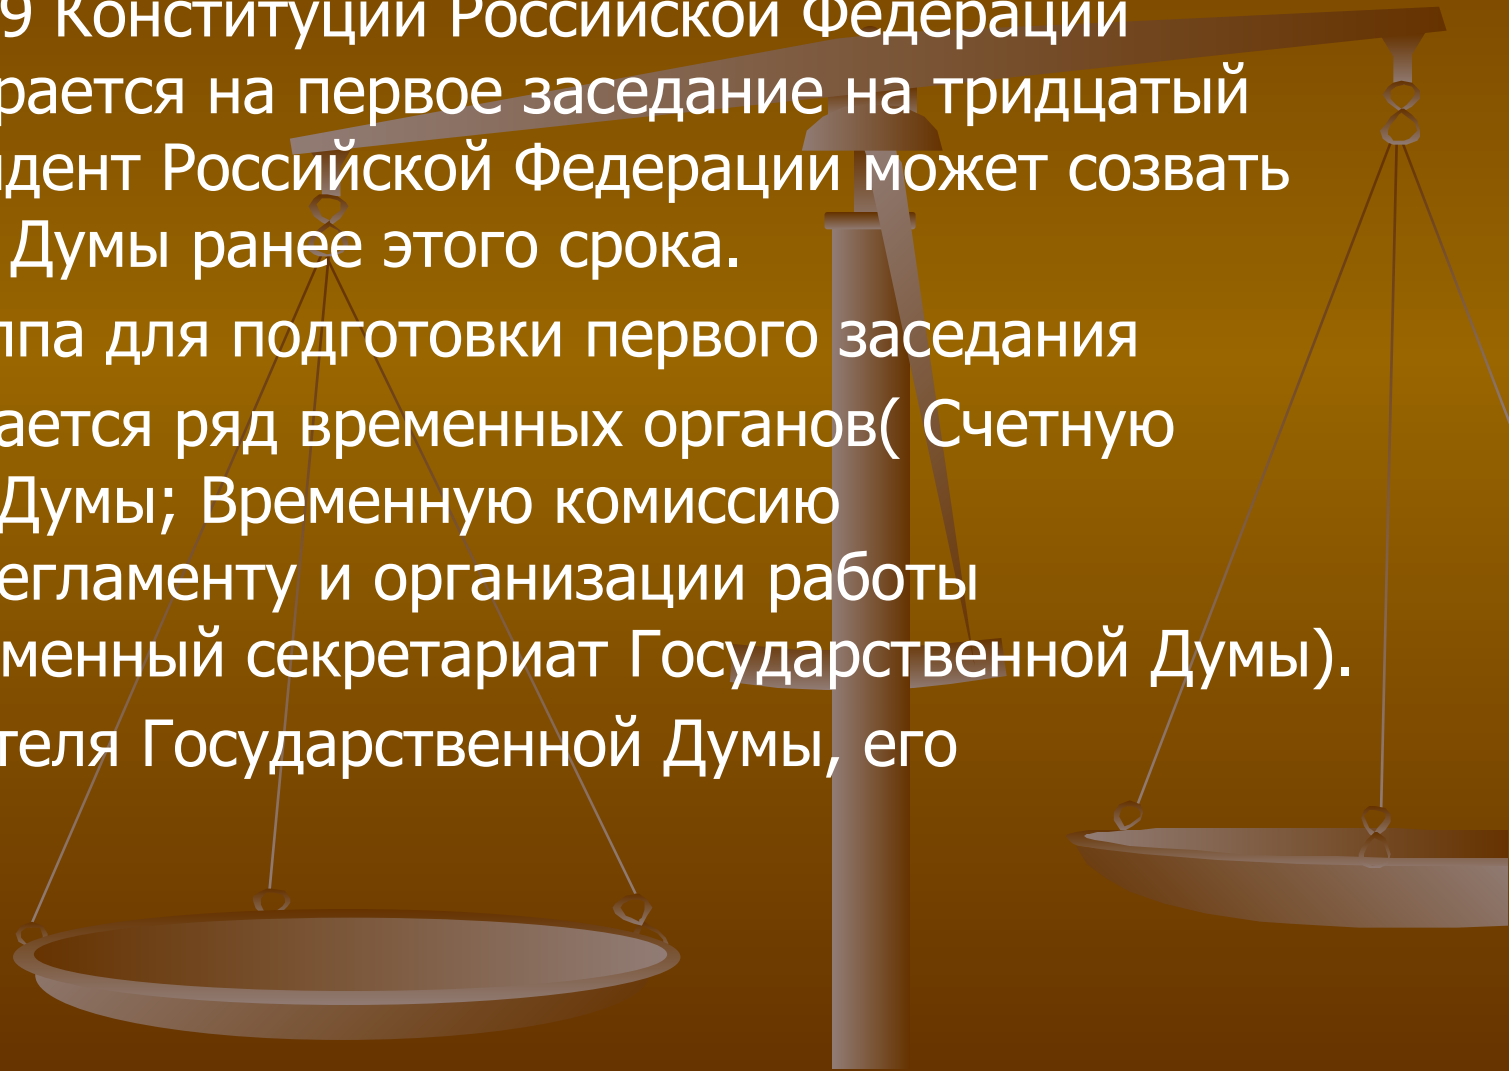 9 Конституции Российской Федерации
рается на первое заседание на тридцатый
дент Российской Федерации может созвать
Думы ранее этого срока.
ппа для подготовки первого заседания
ается ряд временных органов( Счетную
Думы; Временную комиссию
егламенту и организации работы
менный секретариат Государственной Думы).
теля Государственной Думы, его